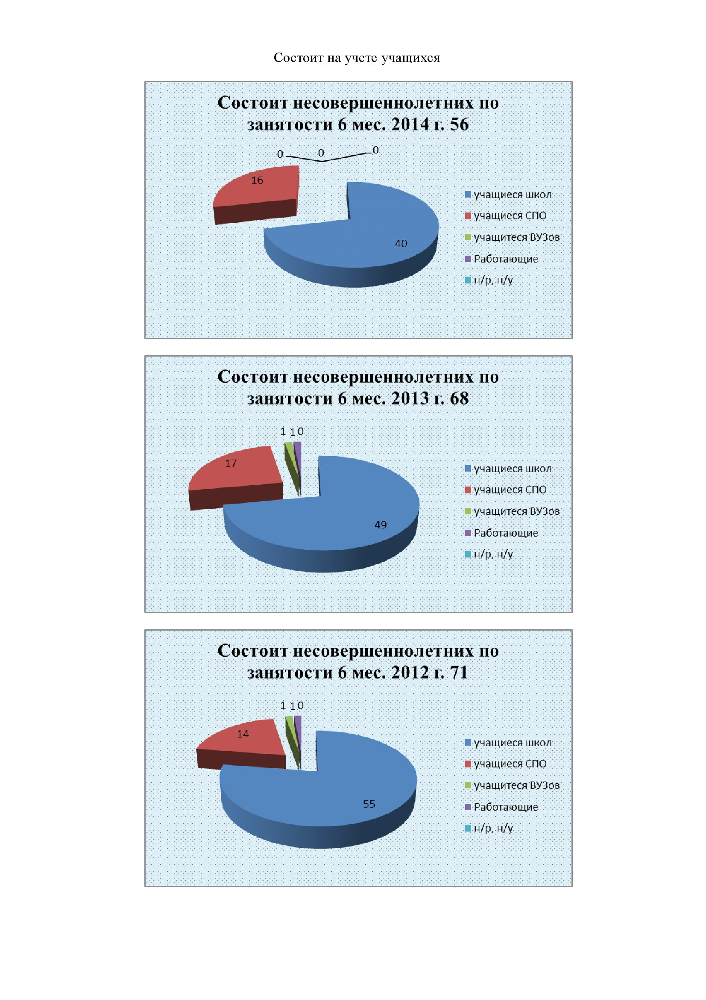 Состоит на учете учащихся
Состоит несовершеннолетних по
занятости 6 мес. 2014 г. 56
0 0 0
16
40
учащиеся школ
учащиеся СПО
учащитеся ВУЗов
Работающие
н/р, н/у
Состоит несовершеннолетних по
занятости 6 мес. 2013 г. 68
1 1 0
17
49
учащиеся школ
учащиеся СПО
учащитеся ВУЗов
Работающие
н/р, н/у
Состоит несовершеннолетних по
занятости 6 мес. 2012 г. 71
1 1 0
14
55
учащиеся школ
учащиеся СПО
учащитеся ВУЗов
Работающие
н/р, н/у